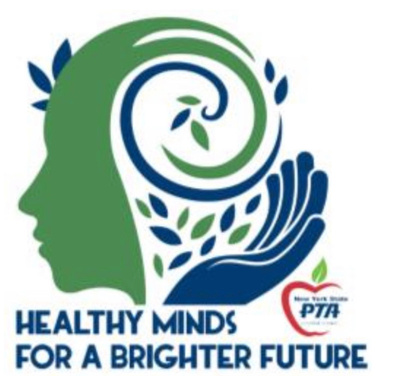 New York State
PTA
HEALTHY MINDS
FOR A BRIGHTER FUTURE